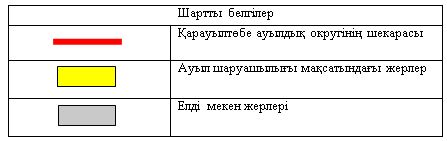 Шартты белгілер
Қарауылтөбе ауылдық округінің шекарасы
Ауыл шаруашылығы мақсатындағы жерлер
Елді мекен жерлері